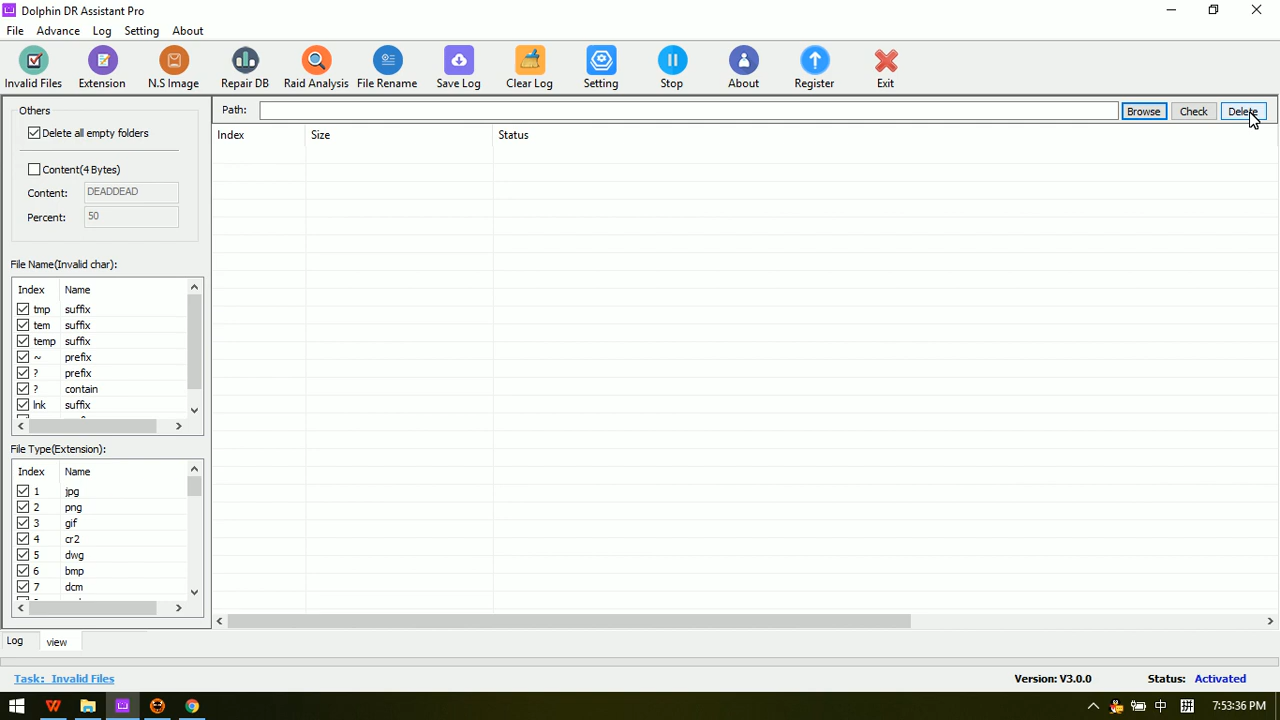 Dolphin DR Assistant Pro
File Advance Log Setting About
Invalid Files Extension N.S Image Repair DB Raid Analysis File Rename Save Log Clear Log Setting Stop About Register Exit
Others
Path: Browse Check Delete
Delete all empty folders
Index Size Status
Content(4 Bytes)
Content: DEADDEAD
Percent: 50
File Name(Invalid char):
Index Name
tmp suffix
tem suffix
temp suffix
~ prefix
? prefix
? contain
lnk suffix
File Type(Extension):
Index Name
1 jpg
2 png
3 gif
4 cr2
5 dwg
6 bmp
7 dcm
Log view
Task: Invalid Files Version: V3.0.0 Status: Activated
中 拼 7:53:36 PM